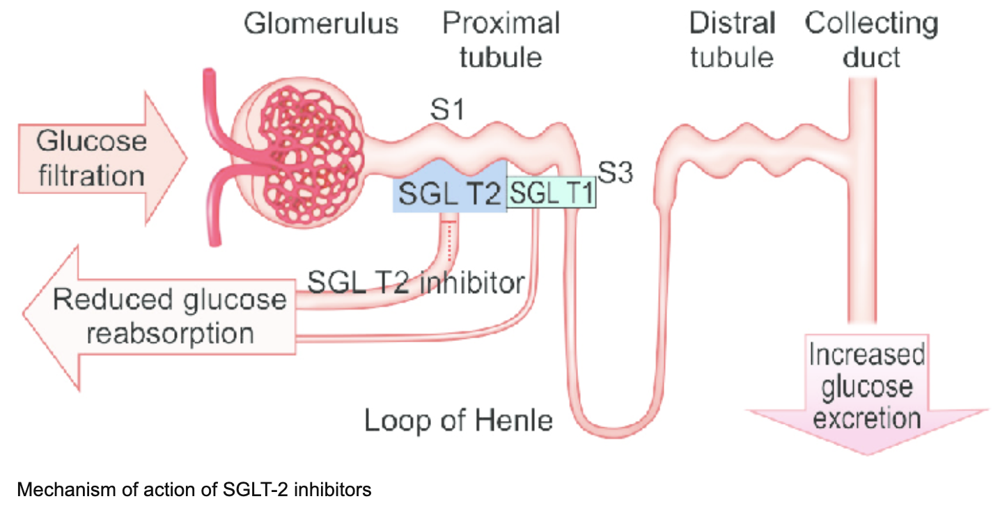 Glomerulus
Proximal
tubule
Distral
tubule
Collecting
duct
S1
Glucose
filtration
S3
SGL T2
SGL T1
SGL T2 inhibitor
Reduced glucose
reabsorption
Increased
glucose
excretion
Loop of Henle
Mechanism of action of SGLT-2 inhibitors